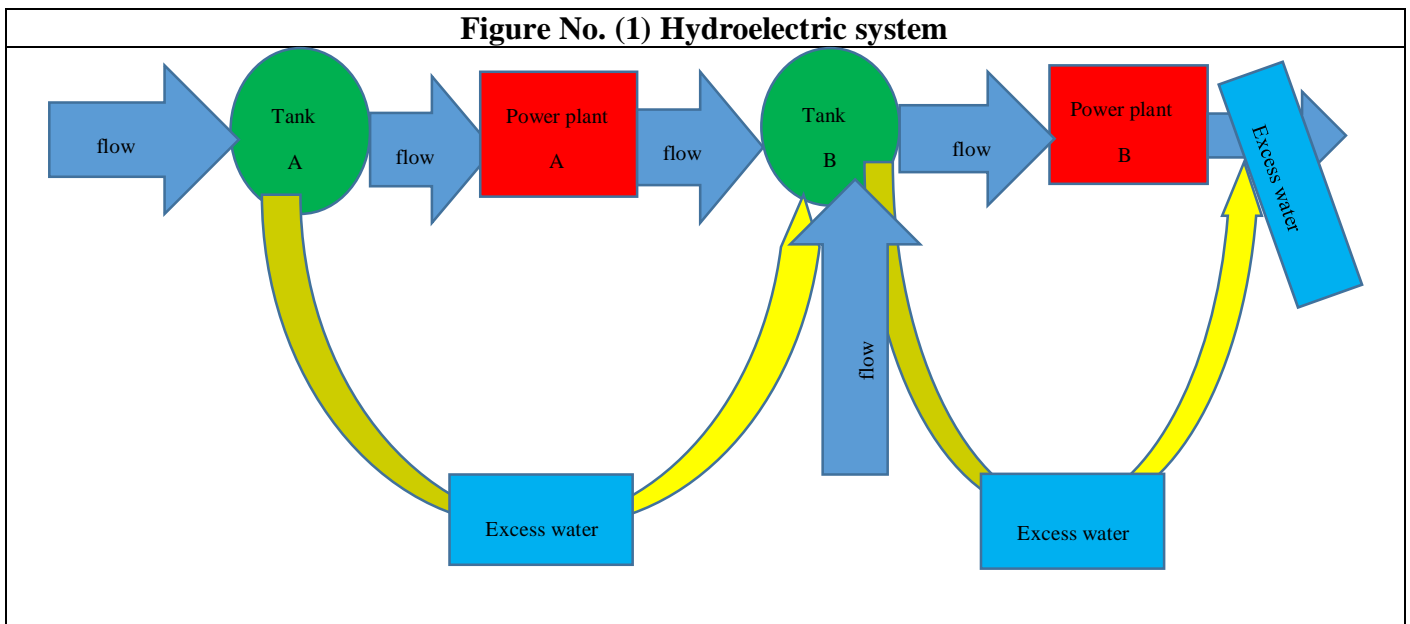 Figure No. (1) Hydroelectric system
flow
Tank
A
flow
Power plant
A
flow
Tank
B
flow
Power plant
B
Excess water
flow
Excess water
Excess water